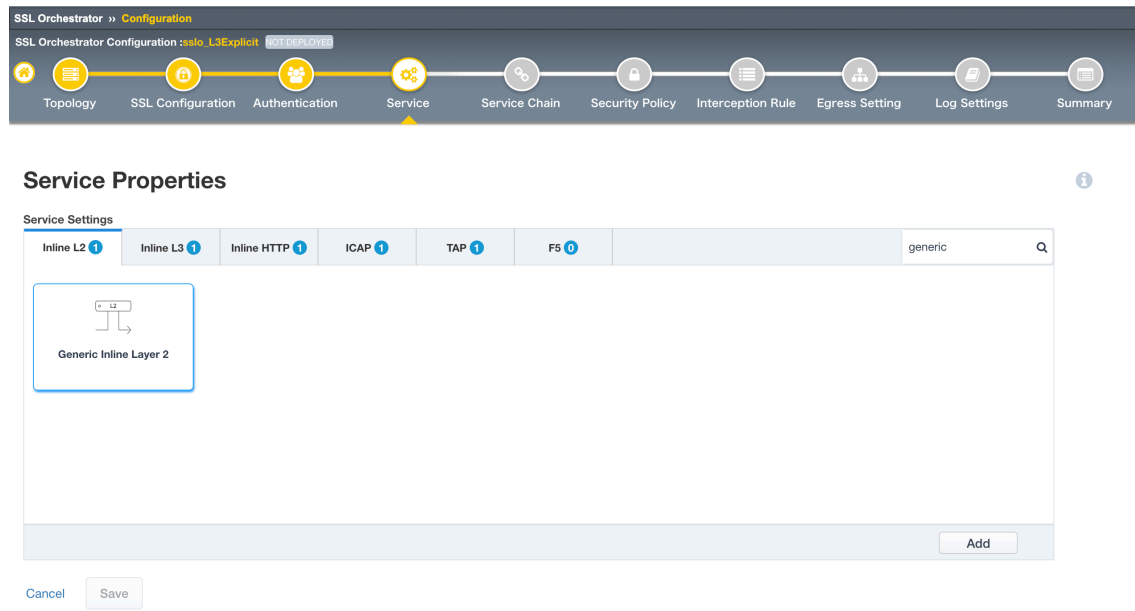 SSL Orchestrator ›› Configuration
SSL Orchestrator Configuration :sslo_L3Explicit NOT DEPLOYED
Topology SSL Configuration Authentication Service Service Chain Security Policy Interception Rule Egress Setting Log Settings Summary
Service Properties
Service Settings
Inline L2 1 Inline L3 1 Inline HTTP 1 ICAP 1 TAP 1 F5 0 generic
L2
Generic Inline Layer 2
Add
Cancel Save